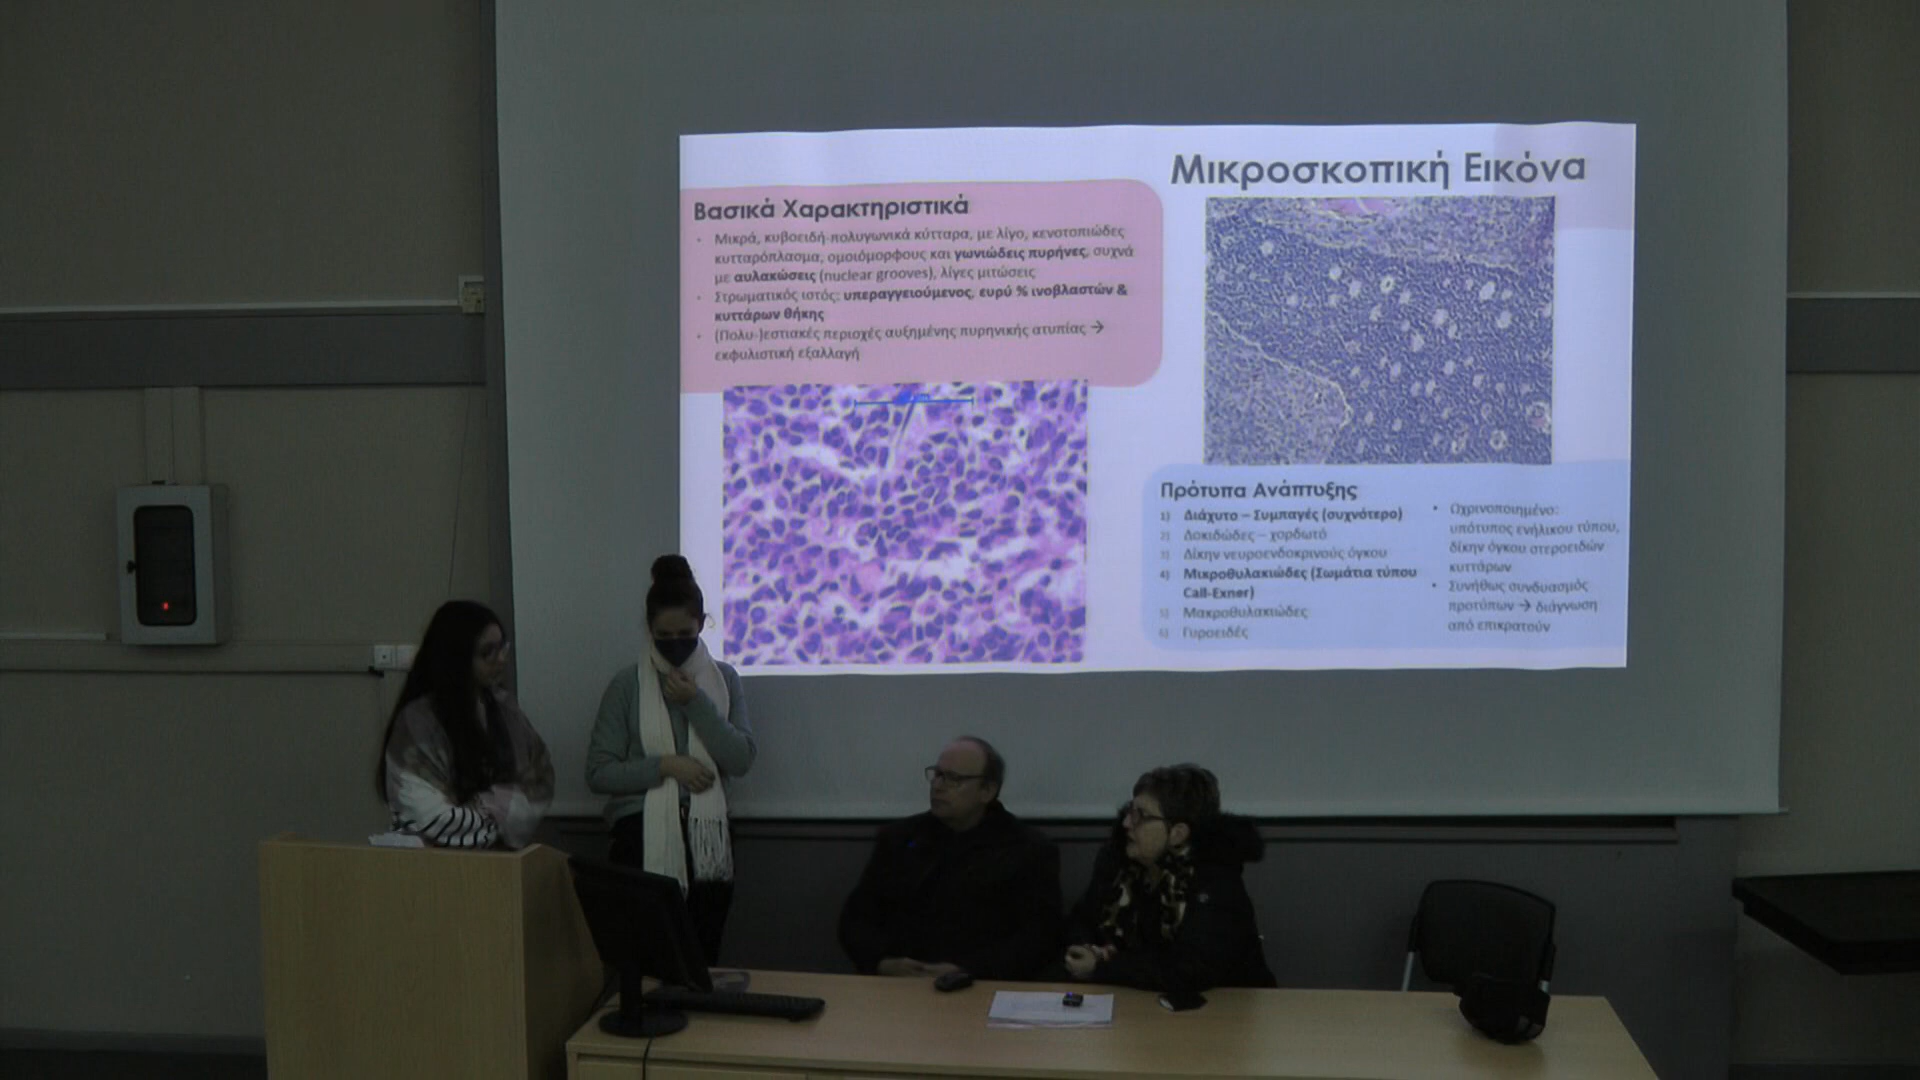 Μικροσκοπική Εικόνα
Βασικά Χαρακτηριστικά
• Μικρά, κυβοειδή-πολυγωνικά κύτταρα, με λίγο, κενοτοπιώδες
κυτταρόπλασμα, ομοιόμορφους και γωνιώδεις πυρήνες, συχνά
με αυλακώσεις (nuclear grooves), λίγες μιτώσεις
• Στρωματικός ιστός: υπεραγγειούμενος, ευρύ % ινοβλαστών &
κυττάρων θήκης
• (Πολυ-)εστιακές περιοχές αυξημένης πυρηνικής ατυπίας →
εκφυλιστική εξαλλαγή
Πρότυπα Ανάπτυξης
1) Διάχυτο – Συμπαγές (συχνότερο)
2) Δοκιδώδες – χορδωτό
3) Δίκην νευροενδοκρινούς όγκου
4) Μικροθυλακιώδες (Σωμάτια τύπου
Call-Exner)
5) Μακροθυλακιώδες
6) Γυροειδές
• Ωχρινοποιημένο:
υπότυπος ενήλικου τύπου,
δίκην όγκου στεροειδών
κυττάρων
• Συνήθως συνδυασμός
προτύπων → διάγνωση
από επικρατούν